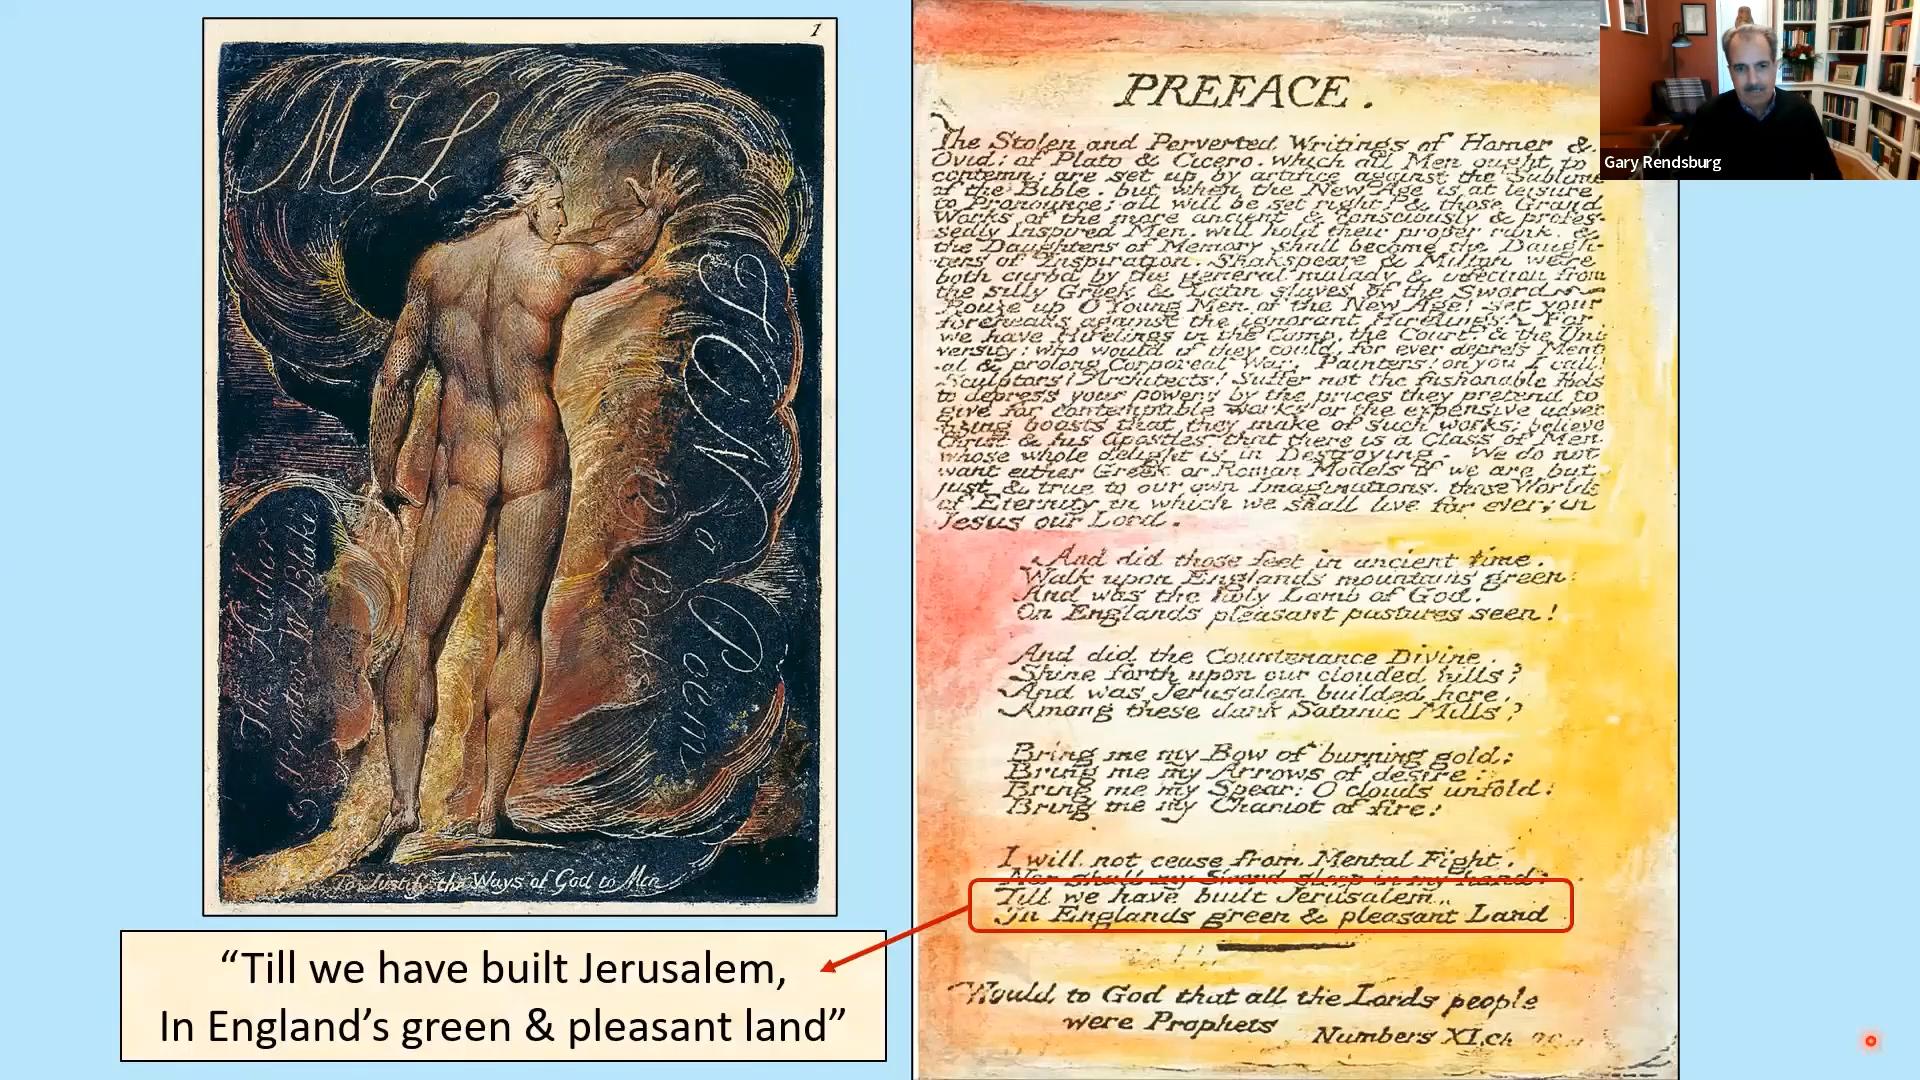 1
MIL
TON
a Poem
in 2 Books
The Author
& Printer W Blake
To Justify the Ways of God to Men
"Till we have built Jerusalem,
In England's green & pleasant land"
PREFACE.
The Stolen and Perverted Writings of Homer &
Ovid: of Plato & Cicero. which all Men ought to
contemn: are set up by artifice against the Sublime
of the Bible. but when the New Age is at leisure
to Pronounce; all will be set right: & those Grand
Works of the more ancient & consciously & profes-
sedly Inspired Men, will hold their proper rank. &
the Daughters of Memory shall become the Daugh-
ters of Inspiration. Shakspeare & Milton were
both curbd by the general malady & infection from
the silly Greek & Latin slaves of the Sword.
Rouze up O Young Men of the New Age! set your
foreheads against the ignorant Hirelings! For
we have Hirelings in the Camp, the Court, & the Uni
versity: who would if they could, for ever depress Ment
-al & prolong Corporeal War. Painters! on you I call!
Sculptors! Architects! Suffer not the fashonable Fools
to depress your powers by the prices they pretend to
give for contemptible works or the expensive adver
tising boasts that they make of such works; believe
Christ & his Apostles that there is a Class of Men
whose whole delight is in Destroying. We do not
want either Greek or Roman Models if we are but
just & true to our own Imaginations, those Worlds
of Eternity in which we shall live for ever; in
Jesus our Lord.
And did those feet in ancient time.
Walk upon Englands mountains green:
And was the holy Lamb of God.
On Englands pleasant pastures seen!
And did the Countenance Divine.
Shine forth upon our clouded hills?
And was Jerusalem builded here,
Among these dark Satanic Mills?
Bring me my Bow of burning gold:
Bring me my Arrows of desire:
Bring me my Spear: O clouds unfold!
Bring me my Chariot of fire!
I will not cease from Mental Fight.
Nor shall my Sword sleep in my hand:
Till we have built Jerusalem..
In Englands green & pleasant Land
Would to God that all the Lords people
were Prophets Numbers XI.ch
Gary Rendsburg